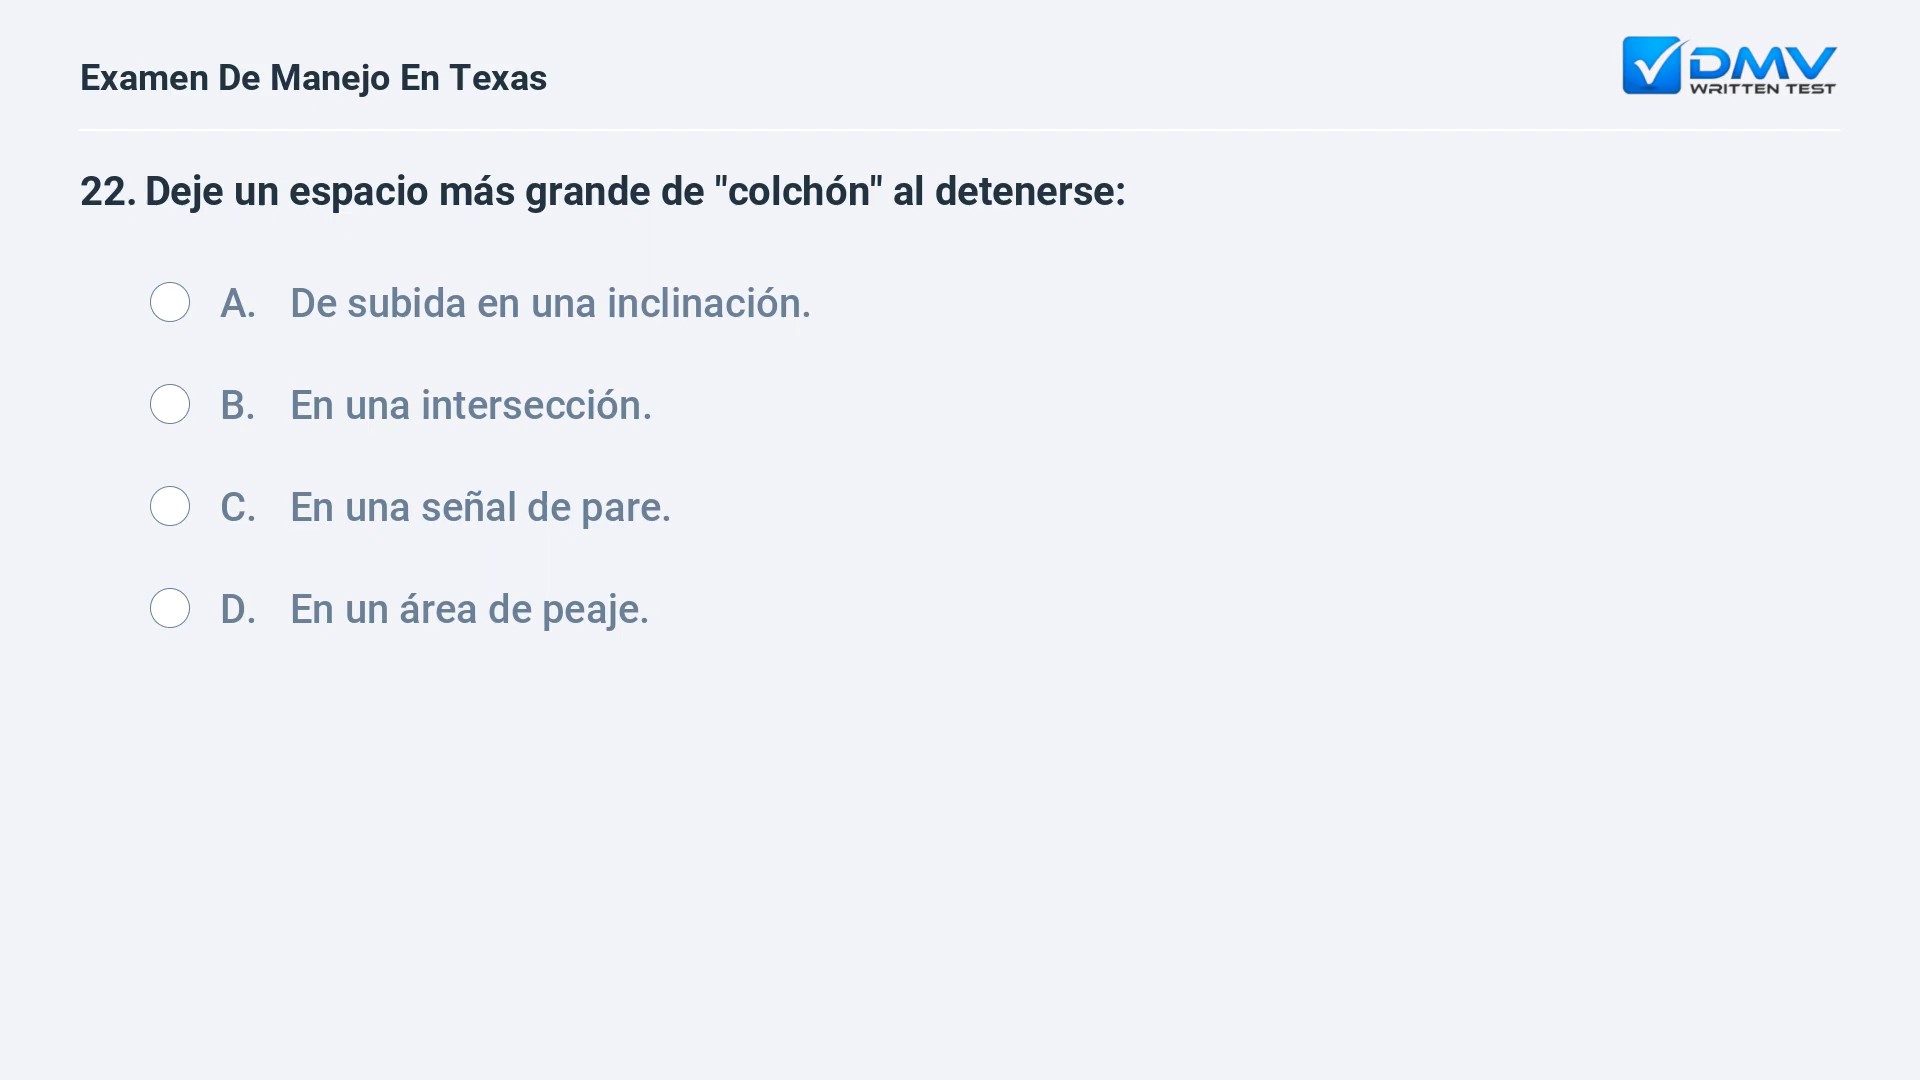 Examen De Manejo En Texas
DMV
WRITTEN TEST
22. Deje un espacio más grande de "colchón" al detenerse:
A. De subida en una inclinación.
B. En una intersección.
C. En una señal de pare.
D. En un área de peaje.